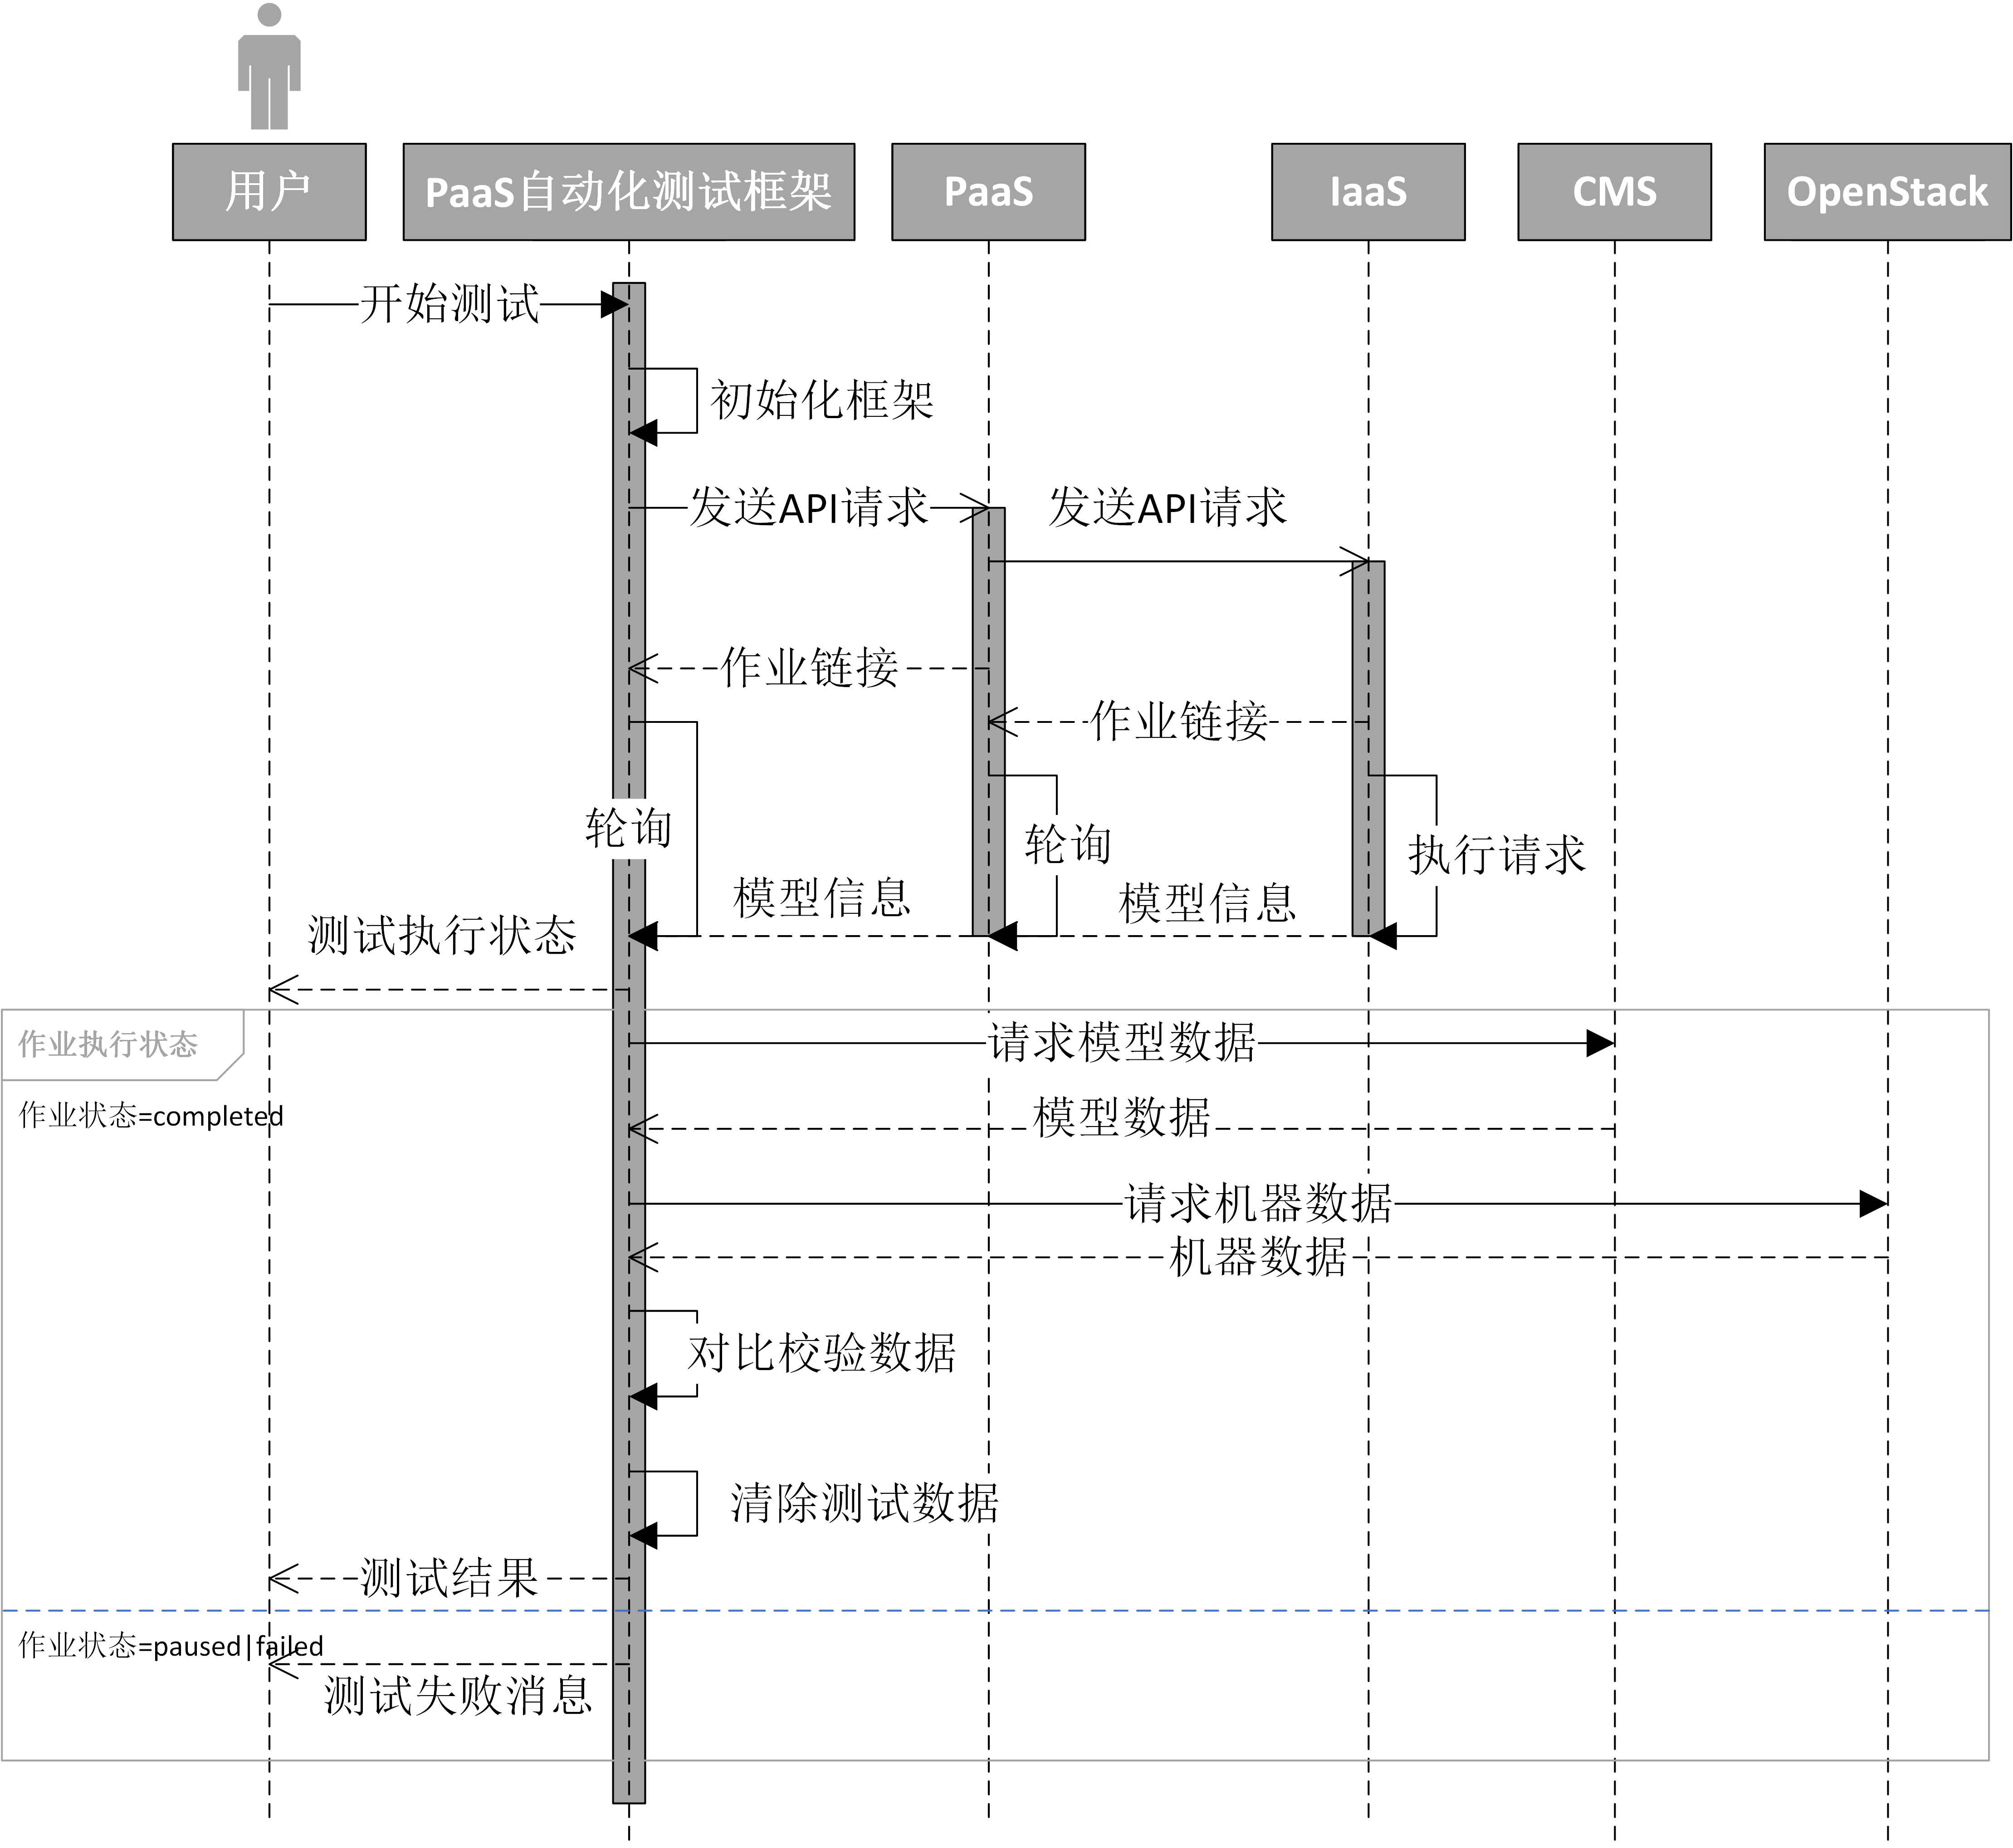 用户
PaaS自动化测试框架
PaaS
IaaS
CMS
OpenStack
开始测试
初始化框架
发送API请求
发送API请求
作业链接
作业链接
轮询
轮询
执行请求
模型信息
模型信息
测试执行状态
作业执行状态
请求模型数据
作业状态=completed
模型数据
请求机器数据
机器数据
对比校验数据
清除测试数据
测试结果
作业状态=paused|failed
测试失败消息